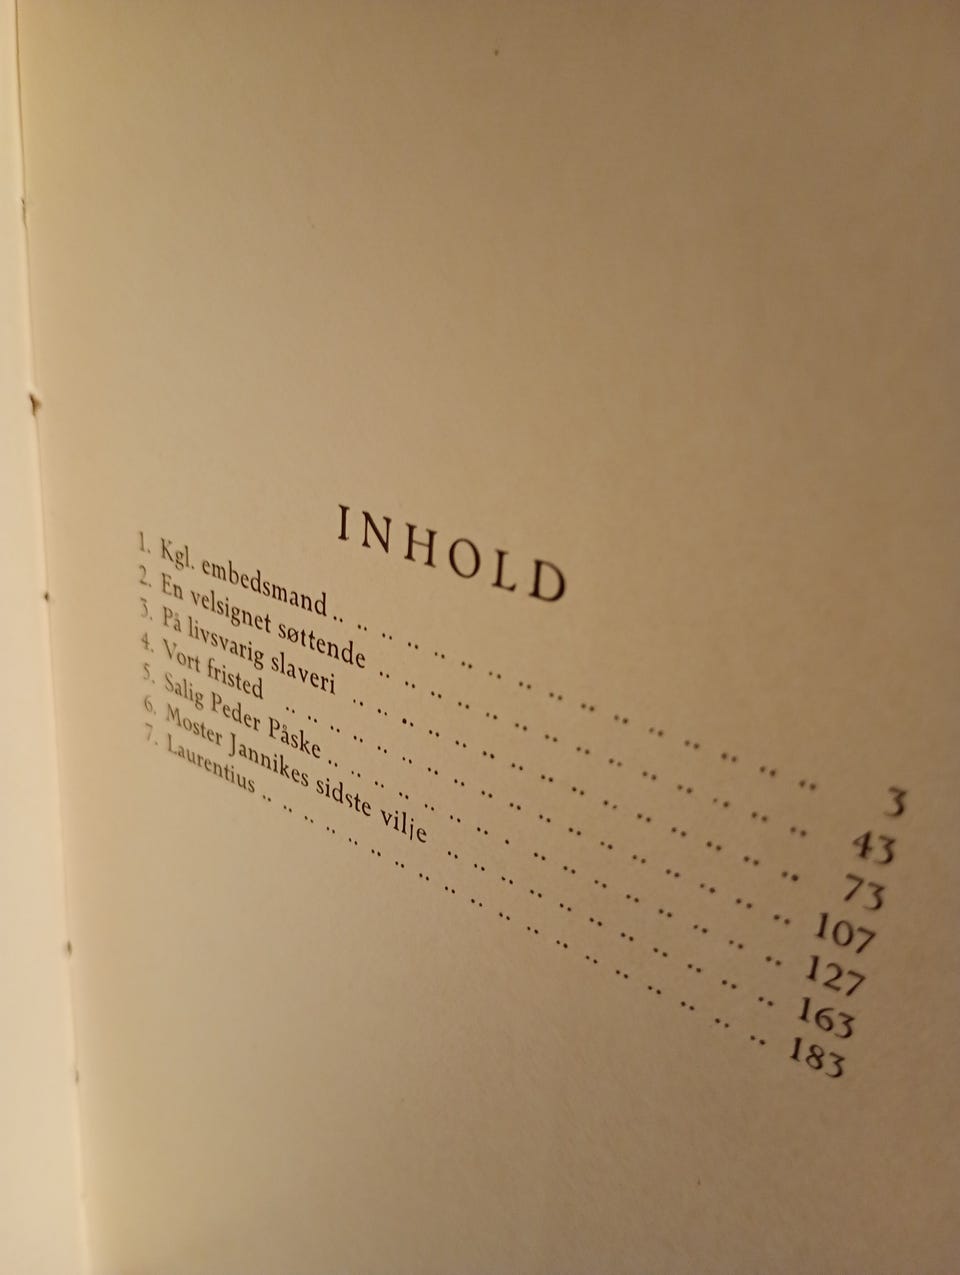 INHOLD
1. Kgl. embedsmand .. .. .. .. .. .. .. .. .. .. .. .. .. .. 3
2. En velsignet søttende .. .. .. .. .. .. .. .. .. .. .. .. 43
3. På livsvarig slaveri .. .. .. .. .. .. .. .. .. .. .. .. .. 73
4. Vort fristed .. .. .. .. .. .. .. .. .. .. .. .. .. .. .. 107
5. Salig Peder Påske .. .. .. .. .. .. . .. .. .. .. .. .. .. 127
6. Moster Jannikes sidste vilje .. .. .. .. .. .. .. .. .. .. 163
7. Laurentius .. .. .. .. .. .. .. .. .. .. .. .. .. .. .. .. 183